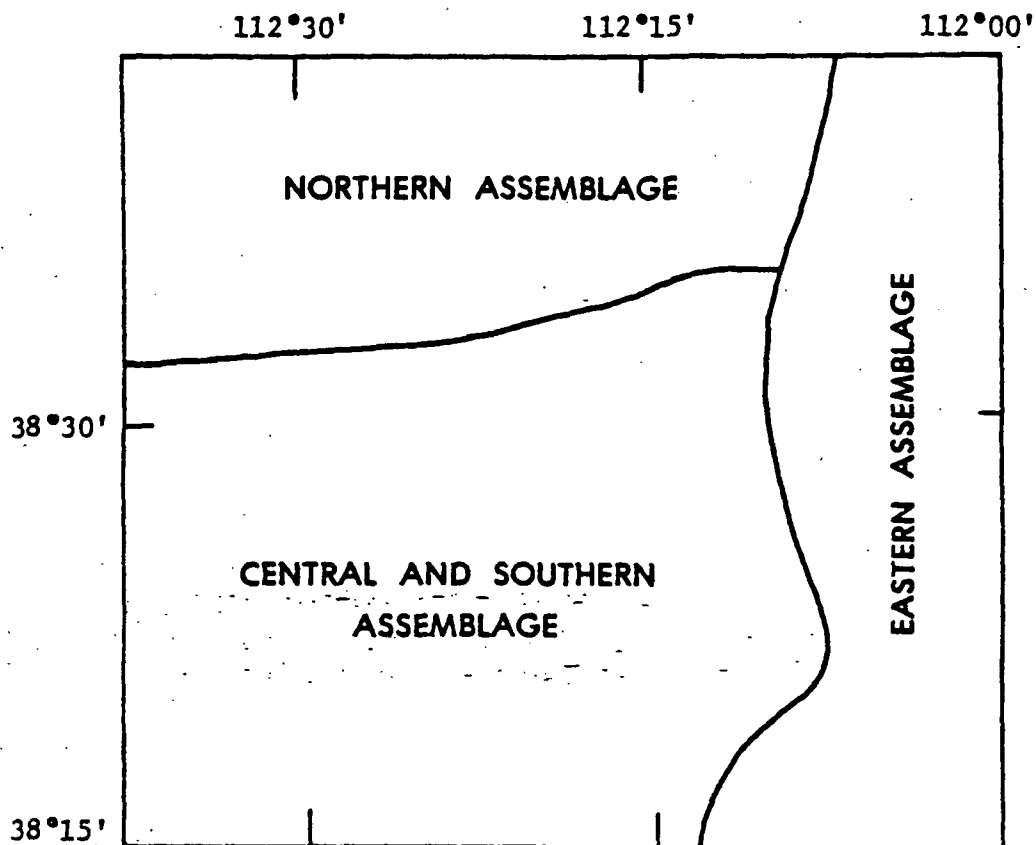 112°30' 112°15' 112°00'
NORTHERN ASSEMBLAGE
EASTERN ASSEMBLAGE
38°30'
CENTRAL AND SOUTHERN
ASSEMBLAGE
38°15'